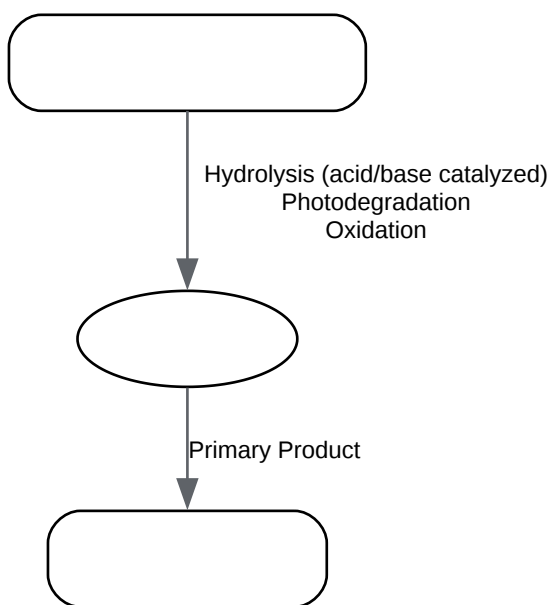 Hydrolysis (acid/base catalyzed)
Photodegradation
Oxidation
Primary Product